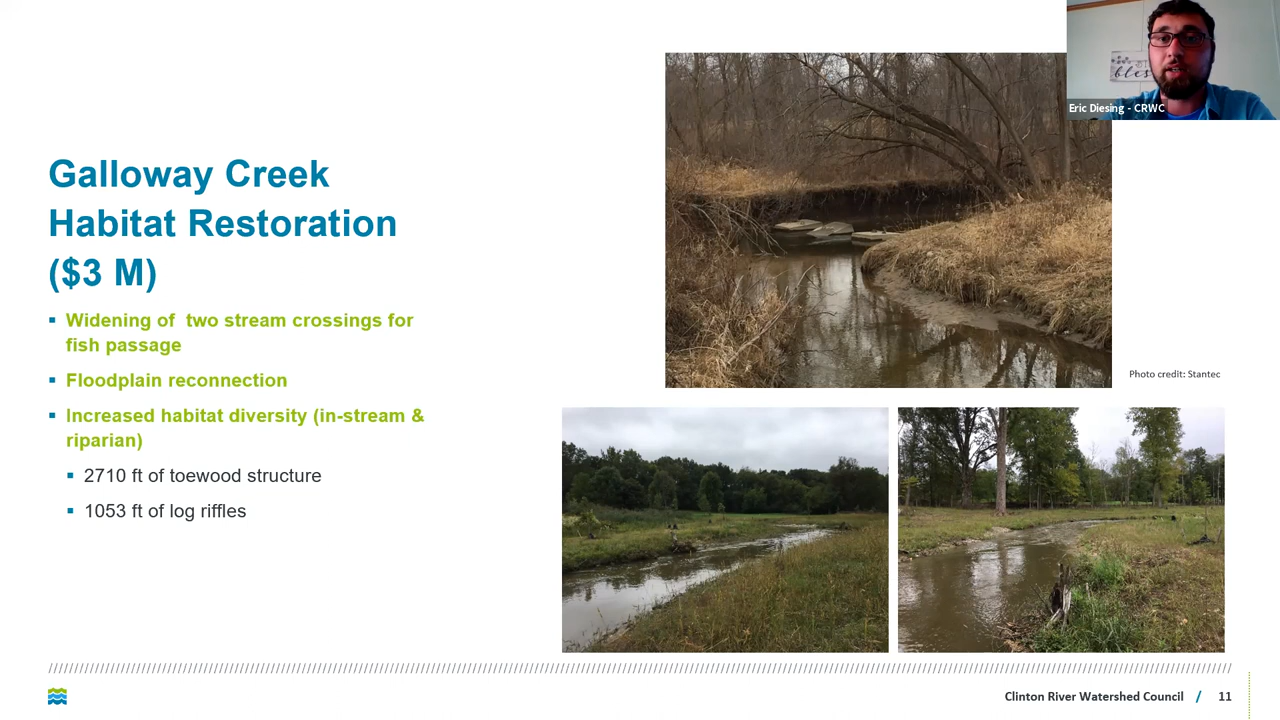 Galloway Creek
Habitat Restoration
($3 M)
▪ Widening of  two stream crossings for
fish passage
▪ Floodplain reconnection
▪ Increased habitat diversity (in-stream &
riparian)
▪ 2710 ft of toewood structure
▪ 1053 ft of log riffles
Eric Diesing - CRWC
Photo credit: Stantec
Clinton River Watershed Council / 11